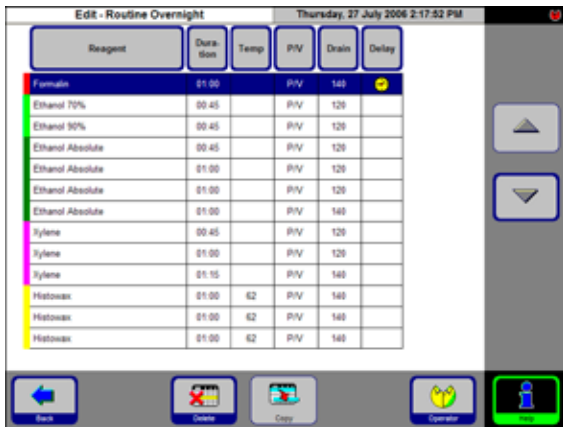 Edit - Routine Overnight Thursday, 27 July 2006 2:17:52 PM
Reagent Dura-tion Temp P/V Drain Delay
Formalin 01:00 P/V 140
Ethanol 70% 00:45 P/V 120
Ethanol 90% 00:45 P/V 120
Ethanol Absolute 00:45 P/V 120
Ethanol Absolute 01:00 P/V 120
Ethanol Absolute 01:00 P/V 120
Ethanol Absolute 01:00 P/V 140
Xylene 00:45 P/V 120
Xylene 01:00 P/V 120
Xylene 01:15 P/V 140
Histowax 01:00 62 P/V 140
Histowax 01:00 62 P/V 140
Histowax 01:00 62 P/V 140
Back Delete Copy Operator Help